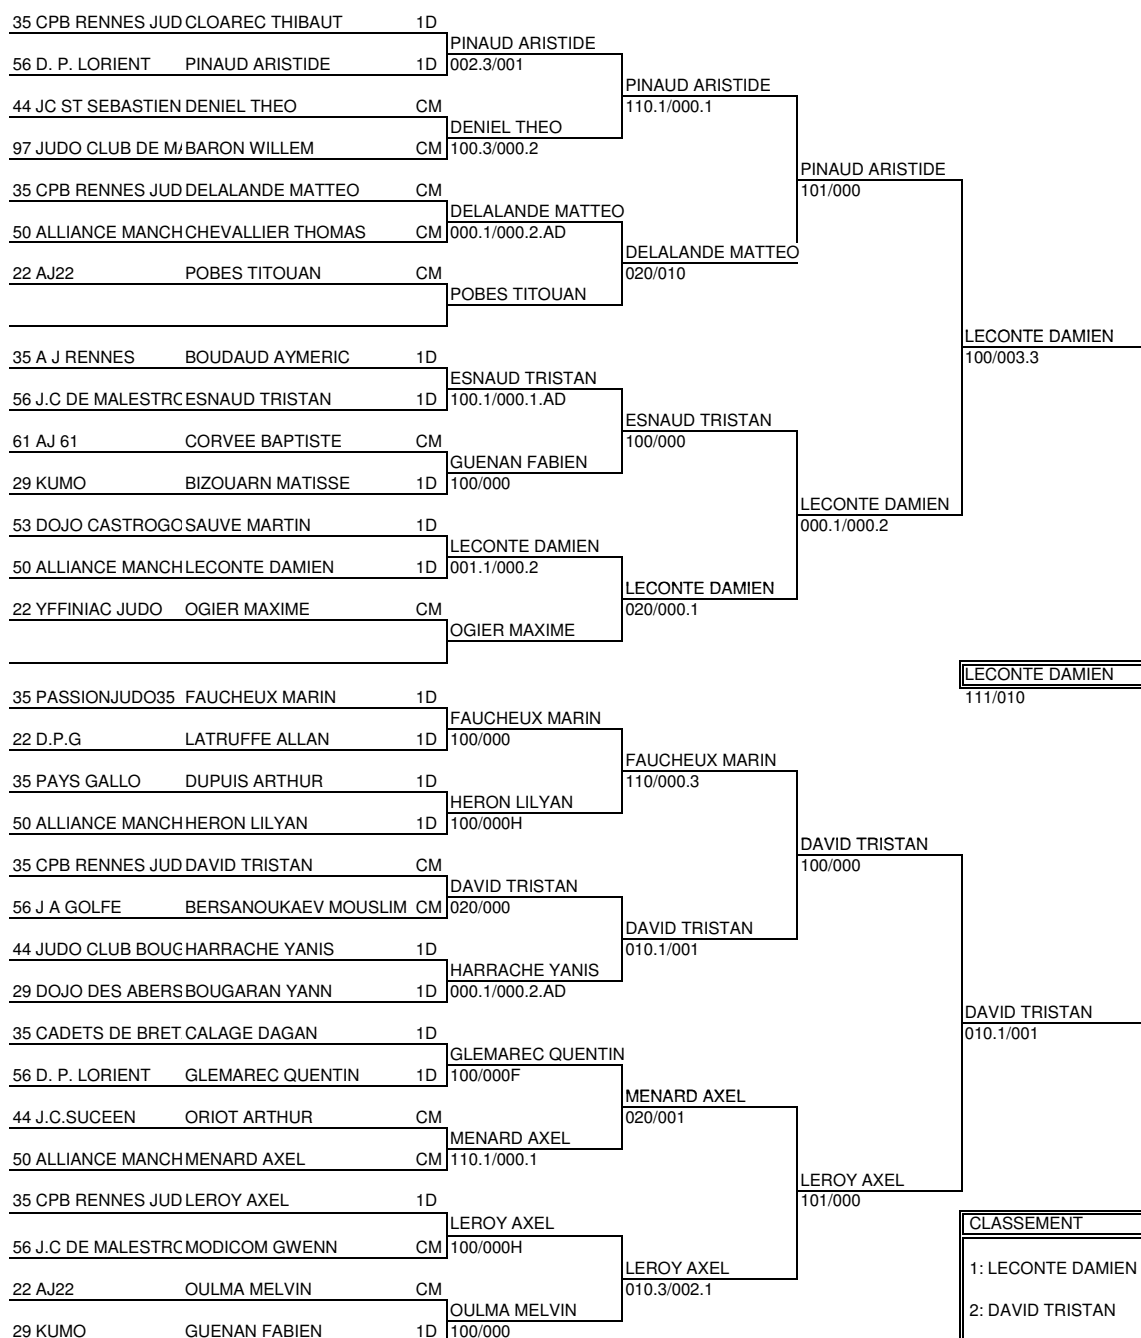 35 CPB RENNES JUD CLOAREC THIBAUT 1D
PINAUD ARISTIDE
56 D. P. LORIENT PINAUD ARISTIDE 1D 002.3/001
PINAUD ARISTIDE
44 JC ST SEBASTIEN DENIEL THEO CM 110.1/000.1
DENIEL THEO
97 JUDO CLUB DE MA BARON WILLEM CM 100.3/000.2
PINAUD ARISTIDE
35 CPB RENNES JUD DELALANDE MATTEO CM 101/000
DELALANDE MATTEO
50 ALLIANCE MANCH CHEVALLIER THOMAS CM 000.1/000.2.AD
DELALANDE MATTEO
22 AJ22 POBES TITOUAN CM 020/010
POBES TITOUAN
LECONTE DAMIEN
35 A J RENNES BOUDAUD AYMERIC 1D 100/003.3
ESNAUD TRISTAN
56 J.C DE MALESTRC ESNAUD TRISTAN 1D 100.1/000.1.AD
ESNAUD TRISTAN
61 AJ 61 CORVEE BAPTISTE CM 100/000
GUENAN FABIEN
29 KUMO BIZOUARN MATISSE 1D 100/000
LECONTE DAMIEN
53 DOJO CASTROGO SAUVE MARTIN 1D 000.1/000.2
LECONTE DAMIEN
50 ALLIANCE MANCH LECONTE DAMIEN 1D 001.1/000.2
LECONTE DAMIEN
22 YFFINIAC JUDO OGIER MAXIME CM 020/000.1
OGIER MAXIME
LECONTE DAMIEN
35 PASSIONJUDO35 FAUCHEUX MARIN 1D 111/010
FAUCHEUX MARIN
22 D.P.G LATRUFFE ALLAN 1D 100/000
FAUCHEUX MARIN
35 PAYS GALLO DUPUIS ARTHUR 1D 110/000.3
HERON LILYAN
50 ALLIANCE MANCH HERON LILYAN 1D 100/000H
DAVID TRISTAN
35 CPB RENNES JUD DAVID TRISTAN CM 100/000
DAVID TRISTAN
56 J A GOLFE BERSANOUKAEV MOUSLIM CM 020/000
DAVID TRISTAN
44 JUDO CLUB BOUG HARRACHE YANIS 1D 010.1/001
HARRACHE YANIS
29 DOJO DES ABERS BOUGARAN YANN 1D 000.1/000.2.AD
DAVID TRISTAN
35 CADETS DE BRET CALAGE DAGAN 1D 010.1/001
GLEMAREC QUENTIN
56 D. P. LORIENT GLEMAREC QUENTIN 1D 100/000F
MENARD AXEL
44 J.C.SUCEEN ORIOT ARTHUR CM 020/001
MENARD AXEL
50 ALLIANCE MANCH MENARD AXEL CM 110.1/000.1
LEROY AXEL
35 CPB RENNES JUD LEROY AXEL 1D 101/000
LEROY AXEL CLASSEMENT
56 J.C DE MALESTRC MODICOM GWENN CM 100/000H
LEROY AXEL 1: LECONTE DAMIEN
22 AJ22 OULMA MELVIN CM 010.3/002.1
OULMA MELVIN 2: DAVID TRISTAN
29 KUMO GUENAN FABIEN 1D 100/000